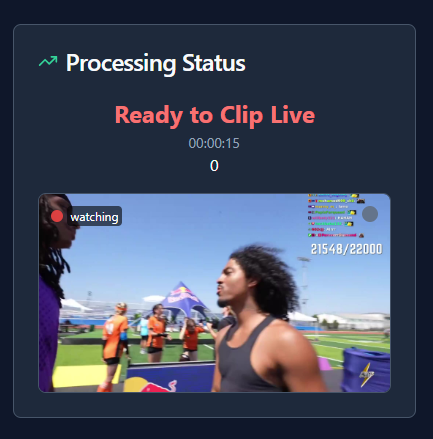 Processing Status
Ready to Clip Live
00:00:15
0
watching
21548/22000